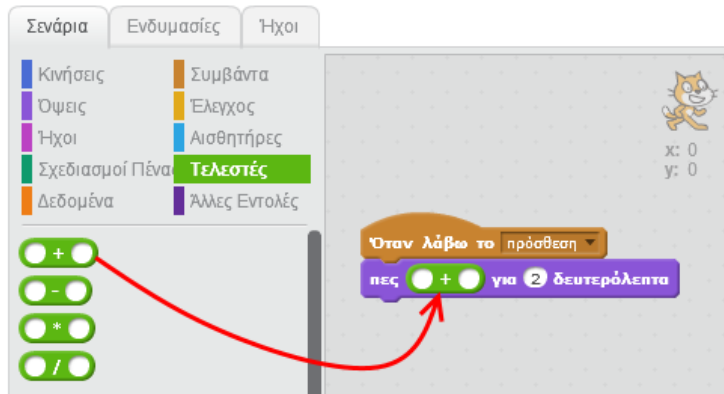 Σενάρια Ενδυμασίες Ήχοι
Κινήσεις Συμβάντα
Όψεις Έλεγχος
Ήχοι Αισθητήρες
Σχεδιασμοί Πένας Τελεστές
Δεδομένα Άλλες Εντολές
x: 0
y: 0
Όταν λάβω το πρόσθεση
πες + για 2 δευτερόλεπτα
+
-
*
/